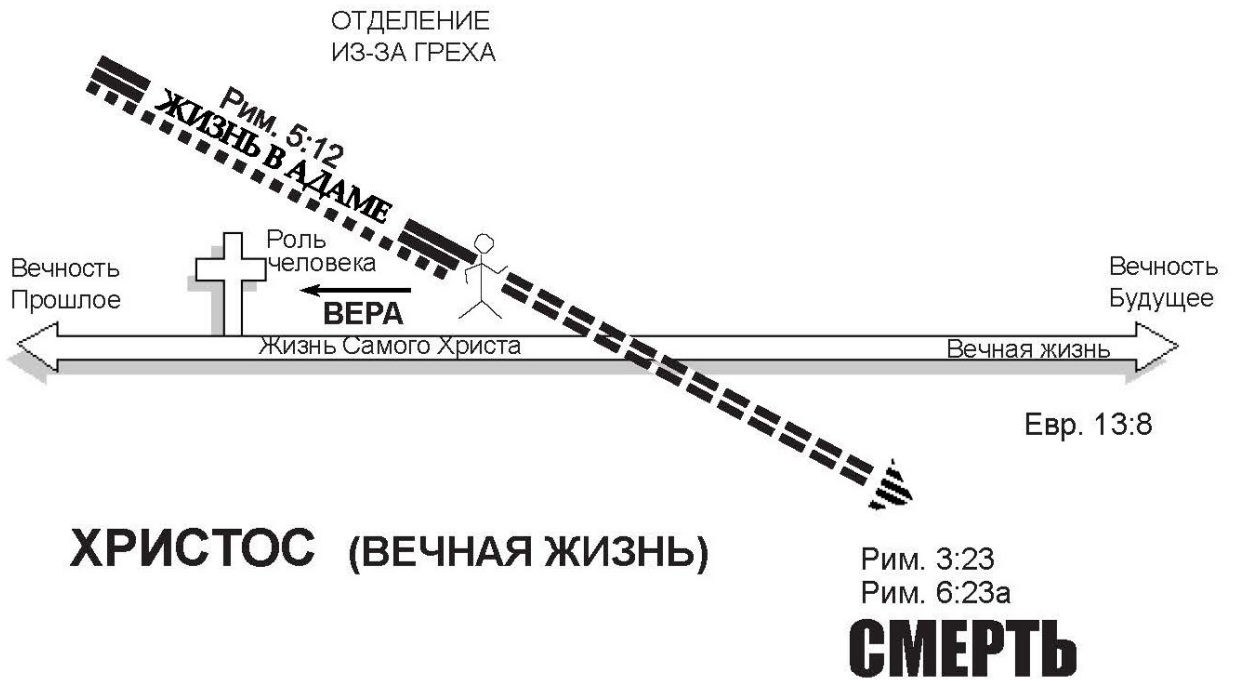 ОТДЕЛЕНИЕ
ИЗ-ЗА ГРЕХА
Рим. 5:12
ЖИЗНЬ В АДАМЕ
Роль
человека
Вечность
Прошлое
ВЕРА
Вечность
Будущее
Жизнь Самого Христа
Вечная жизнь
Евр. 13:8
ХРИСТОС (ВЕЧНАЯ ЖИЗНЬ)
Рим. 3:23
Рим. 6:23а
СМЕРТЬ